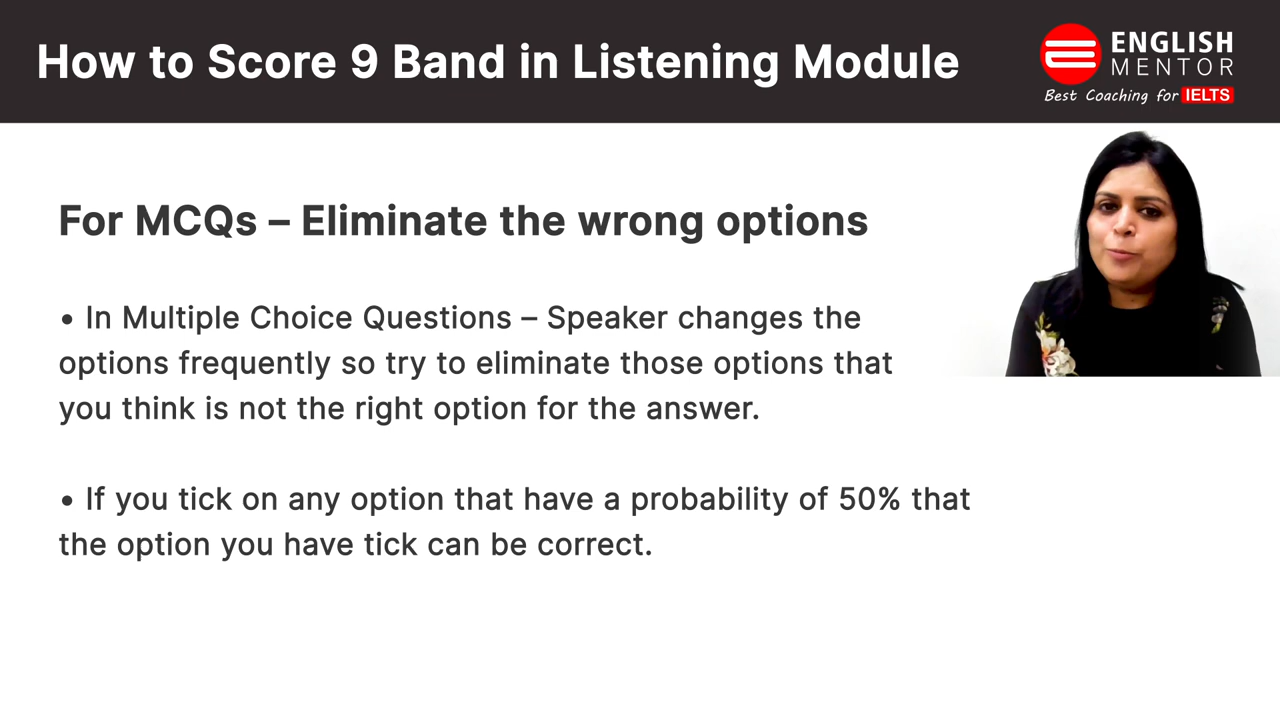 How to Score 9 Band in Listening Module
ENGLISH
MENTOR
Best Coaching for IELTS
For MCQs – Eliminate the wrong options
• In Multiple Choice Questions – Speaker changes the
options frequently so try to eliminate those options that
you think is not the right option for the answer.
• If you tick on any option that have a probability of 50% that
the option you have tick can be correct.